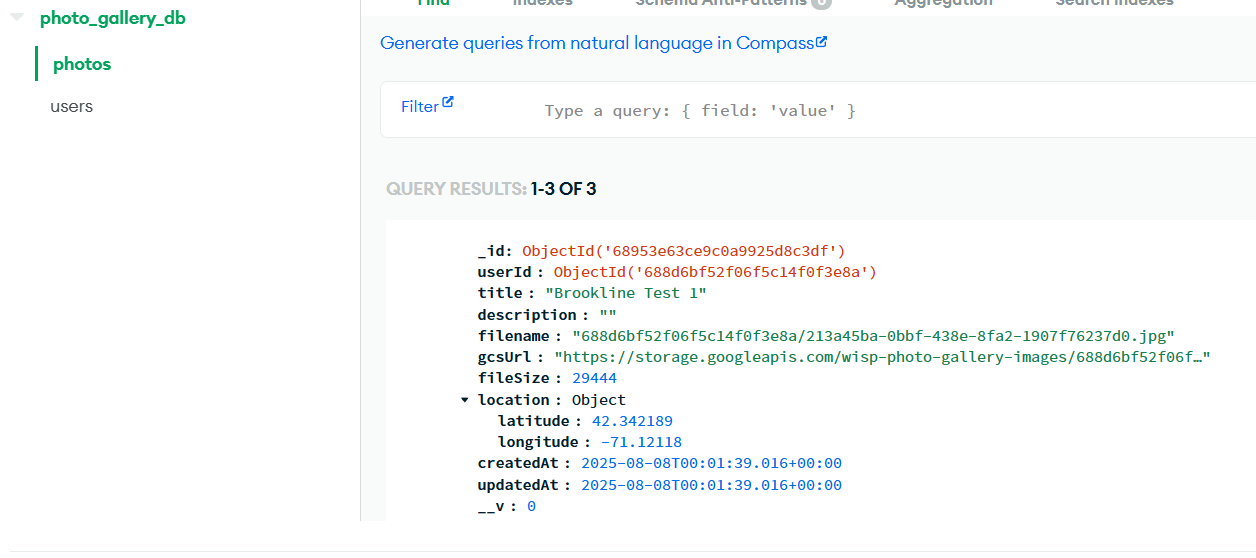 Find Indexes Schema Anti-Patterns 0 Aggregation Search Indexes
photo_gallery_db
photos
users
Generate queries from natural language in Compass
Filter Type a query: { field: 'value' }
QUERY RESULTS: 1-3 OF 3
_id: ObjectId('68953e63ce9c0a9925d8c3df')
userId : ObjectId('688d6bf52f06f5c14f0f3e8a')
title : "Brookline Test 1"
description : ""
filename : "688d6bf52f06f5c14f0f3e8a/213a45ba-0bbf-438e-8fa2-1907f76237d0.jpg"
gcsUrl : "https://storage.googleapis.com/wisp-photo-gallery-images/688d6bf52f06f…"
fileSize : 29444
location : Object
latitude : 42.342189
longitude : -71.12118
createdAt : 2025-08-08T00:01:39.016+00:00
updatedAt : 2025-08-08T00:01:39.016+00:00
__v : 0